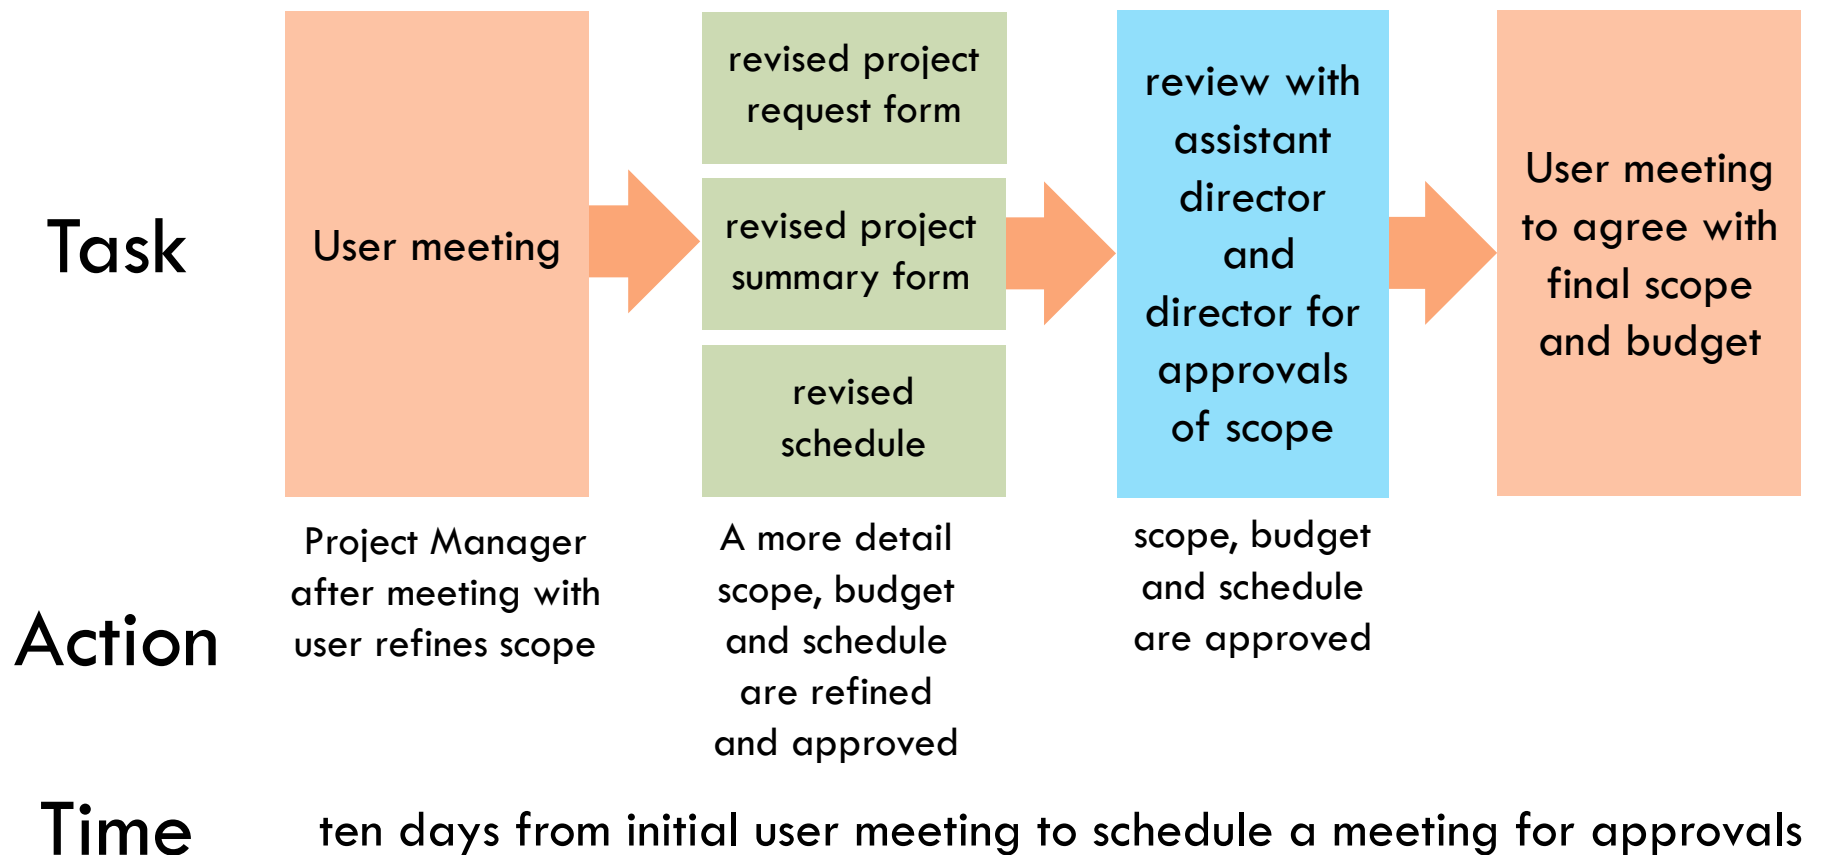 Task
User meeting
revised project
request form
revised project
summary form
revised
schedule
review with
assistant
director
and
director for
approvals
of scope
User meeting
to agree with
final scope
and budget
Action
Project Manager
after meeting with
user refines scope
A more detail
scope, budget
and schedule
are refined
and approved
scope, budget
and schedule
are approved
Time
ten days from initial user meeting to schedule a meeting for approvals